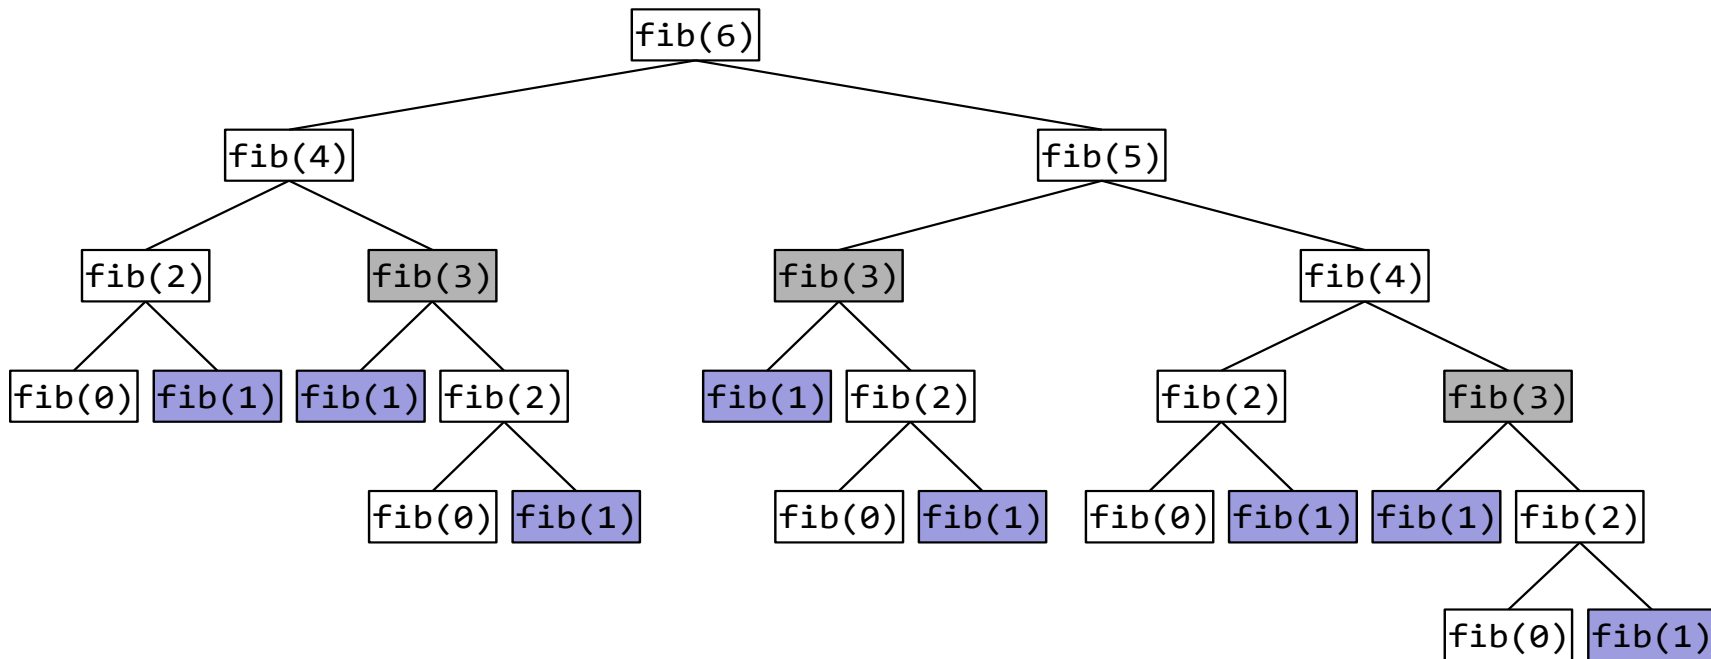 fib(6)
fib(4) fib(5)
fib(2) fib(3) fib(3) fib(4)
fib(0) fib(1) fib(1) fib(2) fib(1) fib(2) fib(2) fib(3)
fib(0) fib(1) fib(0) fib(1) fib(0) fib(1) fib(1) fib(2)
fib(0) fib(1)